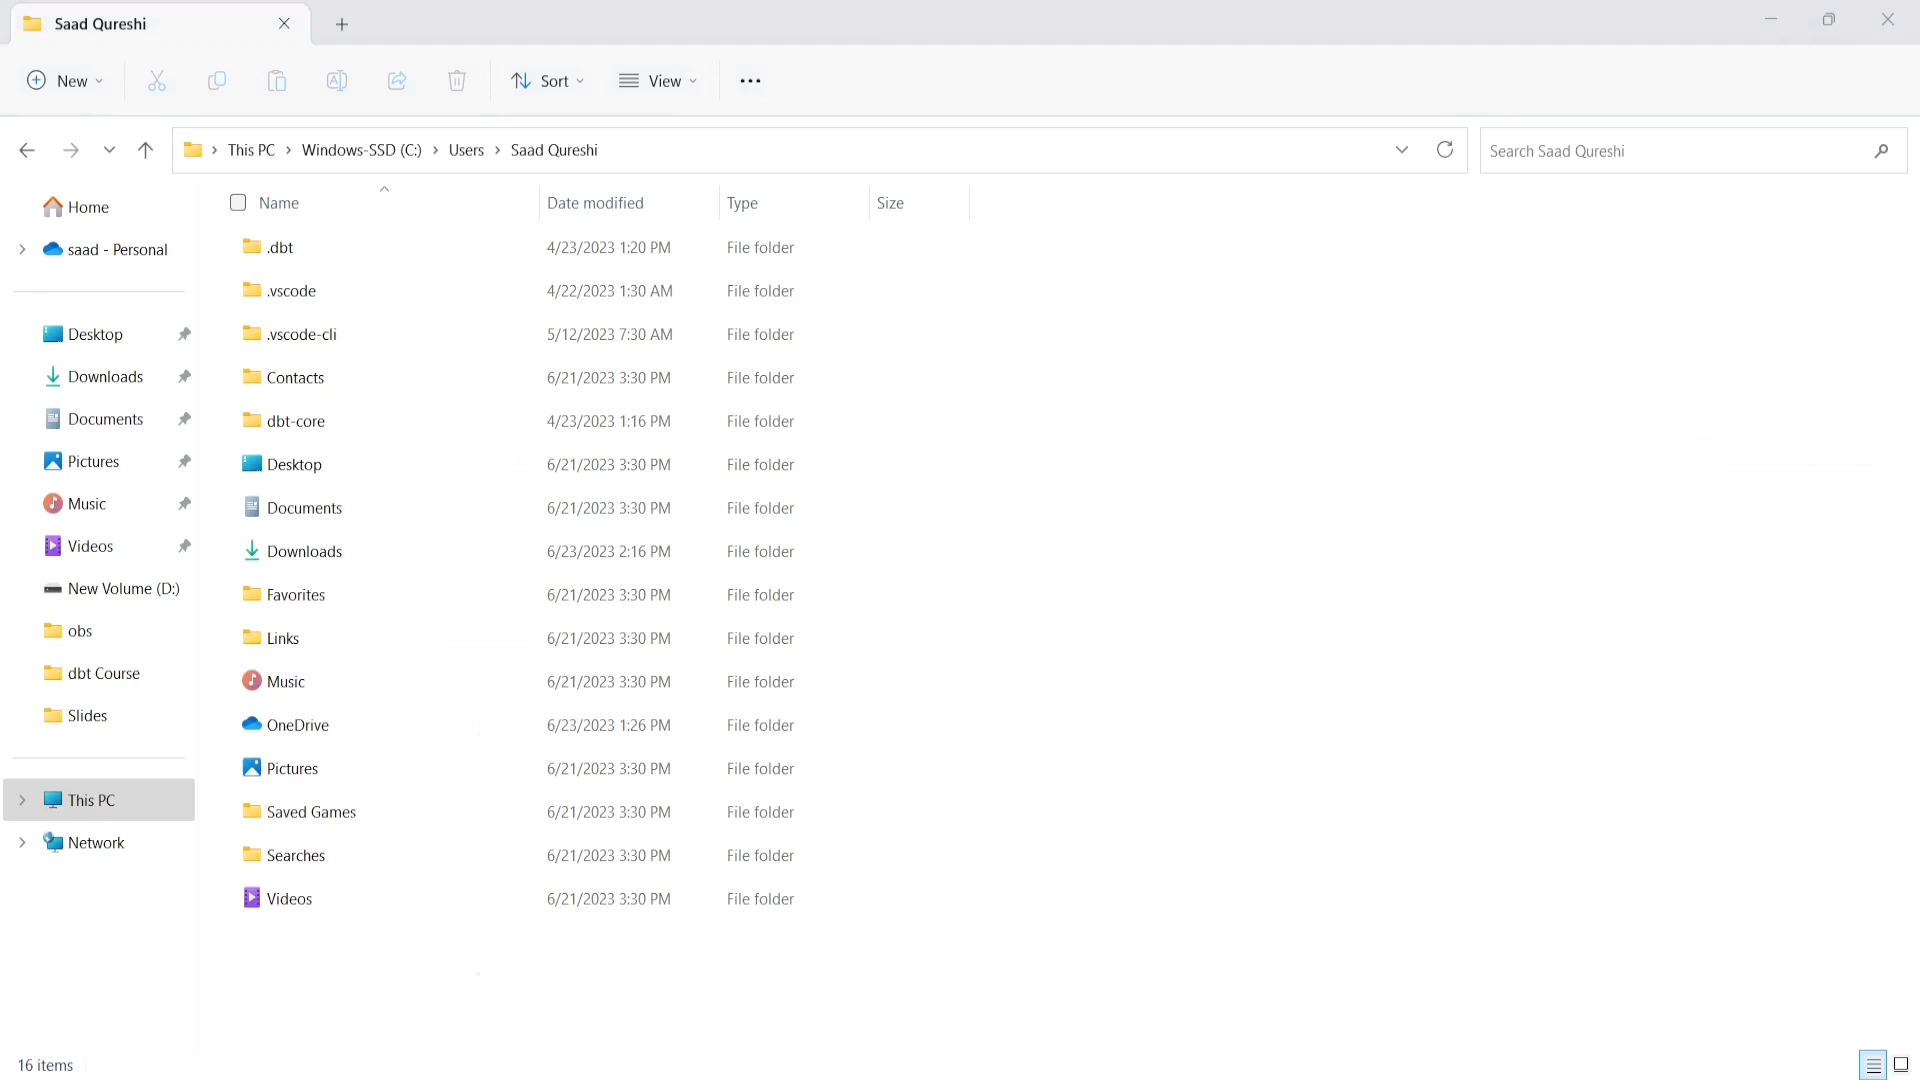 Saad Qureshi
New
Sort
View
This PC > Windows-SSD (C:) > Users > Saad Qureshi
Search Saad Qureshi
Home
saad - Personal
Desktop
Downloads
Documents
Pictures
Music
Videos
New Volume (D:)
obs
dbt Course
Slides
This PC
Network
Name Date modified Type Size
.dbt 4/23/2023 1:20 PM File folder
.vscode 4/22/2023 1:30 AM File folder
.vscode-cli 5/12/2023 7:30 AM File folder
Contacts 6/21/2023 3:30 PM File folder
dbt-core 4/23/2023 1:16 PM File folder
Desktop 6/21/2023 3:30 PM File folder
Documents 6/21/2023 3:30 PM File folder
Downloads 6/23/2023 2:16 PM File folder
Favorites 6/21/2023 3:30 PM File folder
Links 6/21/2023 3:30 PM File folder
Music 6/21/2023 3:30 PM File folder
OneDrive 6/23/2023 1:26 PM File folder
Pictures 6/21/2023 3:30 PM File folder
Saved Games 6/21/2023 3:30 PM File folder
Searches 6/21/2023 3:30 PM File folder
Videos 6/21/2023 3:30 PM File folder
16 items